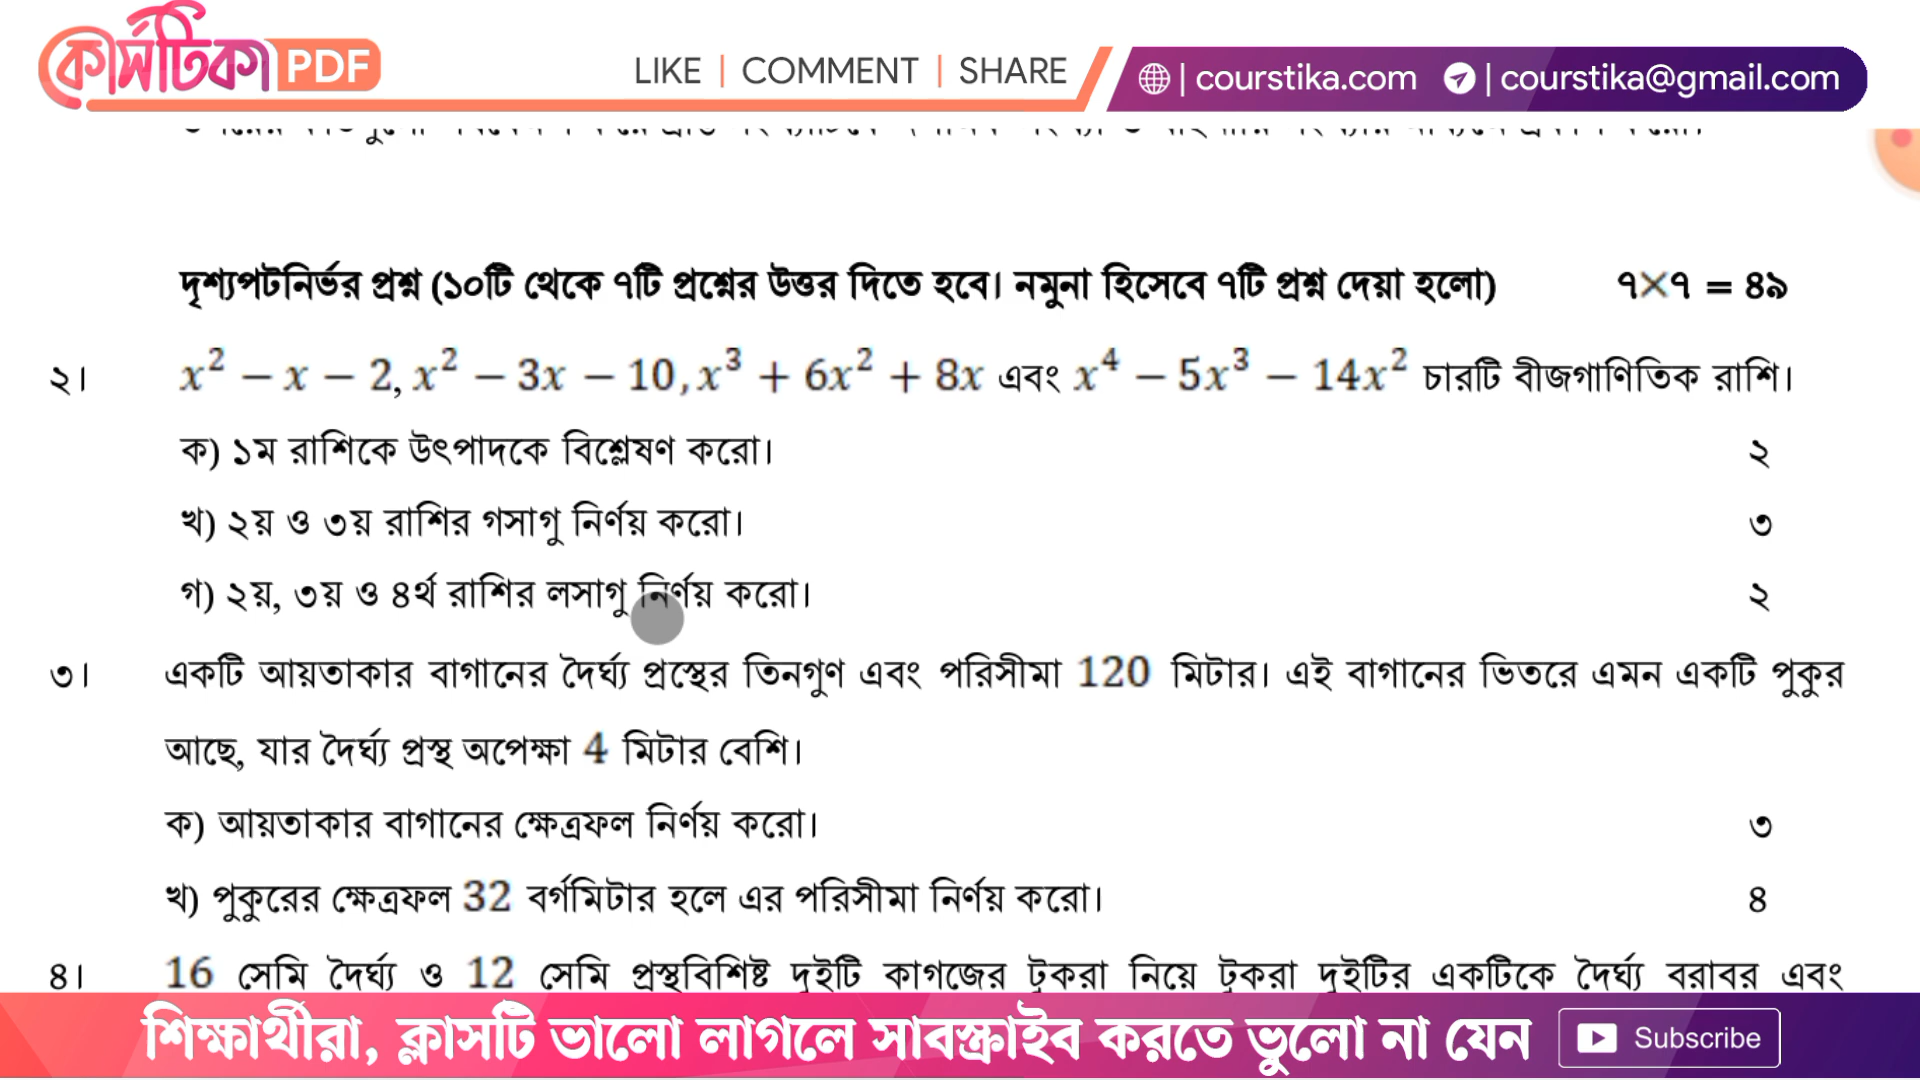 কোর্সটিকা PDF
LIKE | COMMENT | SHARE
| courstika.com | courstika@gmail.com
দৃশ্যপটনির্ভর প্রশ্ন (১০টি থেকে ৭টি প্রশ্নের উত্তর দিতে হবে। নমুনা হিসেবে ৭টি প্রশ্ন দেয়া হলো) ৭×৭ = ৪৯
২। x² − x − 2, x² − 3x − 10, x³ + 6x² + 8x এবং x⁴ − 5x³ − 14x² চারটি বীজগাণিতিক রাশি।
ক) ১ম রাশিকে উৎপাদকে বিশ্লেষণ করো। ২
খ) ২য় ও ৩য় রাশির গসাগু নির্ণয় করো। ৩
গ) ২য়, ৩য় ও ৪র্থ রাশির লসাগু নির্ণয় করো। ২
৩। একটি আয়তাকার বাগানের দৈর্ঘ্য প্রস্থের তিনগুণ এবং পরিসীমা 120 মিটার। এই বাগানের ভিতরে এমন একটি পুকুর
আছে, যার দৈর্ঘ্য প্রস্থ অপেক্ষা 4 মিটার বেশি।
ক) আয়তাকার বাগানের ক্ষেত্রফল নির্ণয় করো। ৩
খ) পুকুরের ক্ষেত্রফল 32 বর্গমিটার হলে এর পরিসীমা নির্ণয় করো। ৪
৪। 16 সেমি দৈর্ঘ্য ও 12 সেমি প্রস্থবিশিষ্ট দুইটি কাগজের টুকরা নিয়ে টুকরা দুইটির একটিকে দৈর্ঘ্য বরাবর এবং
শিক্ষার্থীরা, ক্লাসটি ভালো লাগলে সাবস্ক্রাইব করতে ভুলো না যেন Subscribe